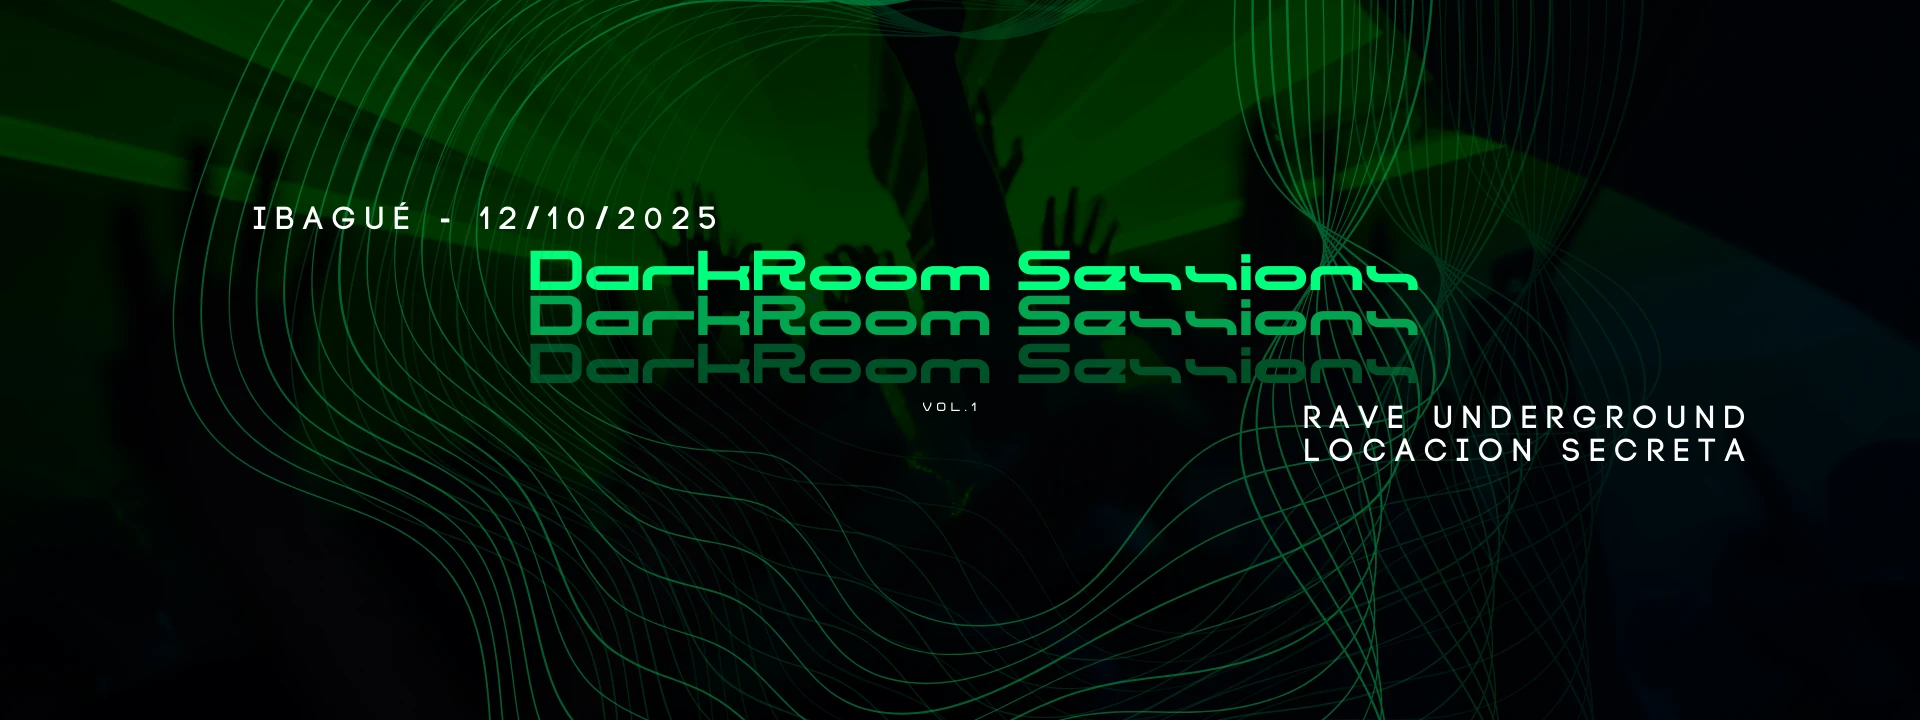 IBAGUÉ - 12/10/2025
DarkRoom Sessions
DarkRoom Sessions
DarkRoom Sessions
VOL.1
RAVE UNDERGROUND
LOCACION SECRETA